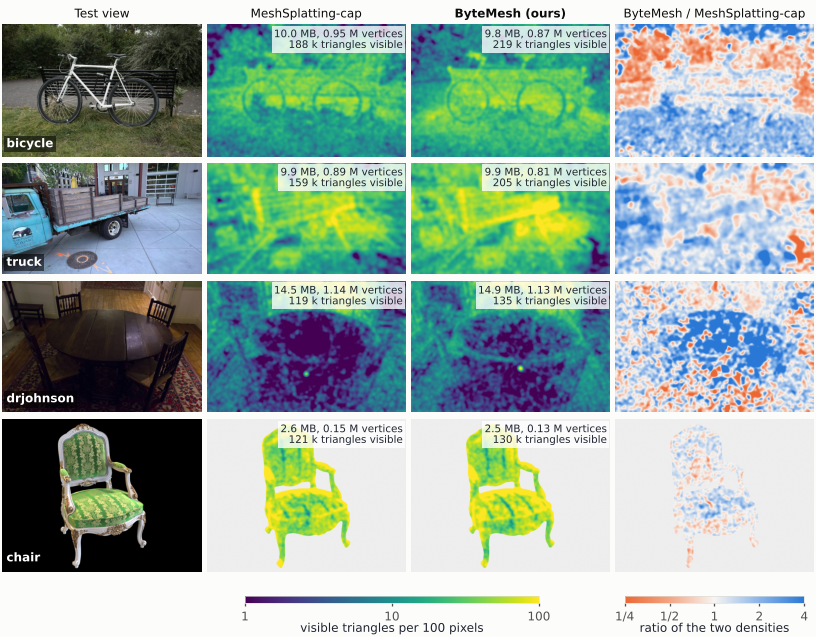 Test view
MeshSplatting-cap
ByteMesh (ours)
ByteMesh / MeshSplatting-cap
10.0 MB, 0.95 M vertices
188 k triangles visible
9.8 MB, 0.87 M vertices
219 k triangles visible
bicycle
9.9 MB, 0.89 M vertices
159 k triangles visible
9.9 MB, 0.81 M vertices
205 k triangles visible
truck
14.5 MB, 1.14 M vertices
119 k triangles visible
14.9 MB, 1.13 M vertices
135 k triangles visible
drjohnson
2.6 MB, 0.15 M vertices
121 k triangles visible
2.5 MB, 0.13 M vertices
130 k triangles visible
chair
1 10 100
visible triangles per 100 pixels
1/4 1/2 1 2 4
ratio of the two densities